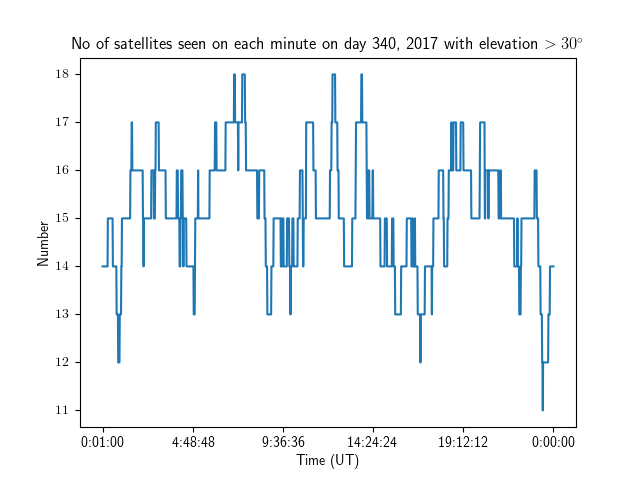 No of satellites seen on each minute on day 340, 2017 with elevation > 30°
18
17
16
15
14
13
12
11
Number
0:01:00 4:48:48 9:36:36 14:24:24 19:12:12 0:00:00
Time (UT)